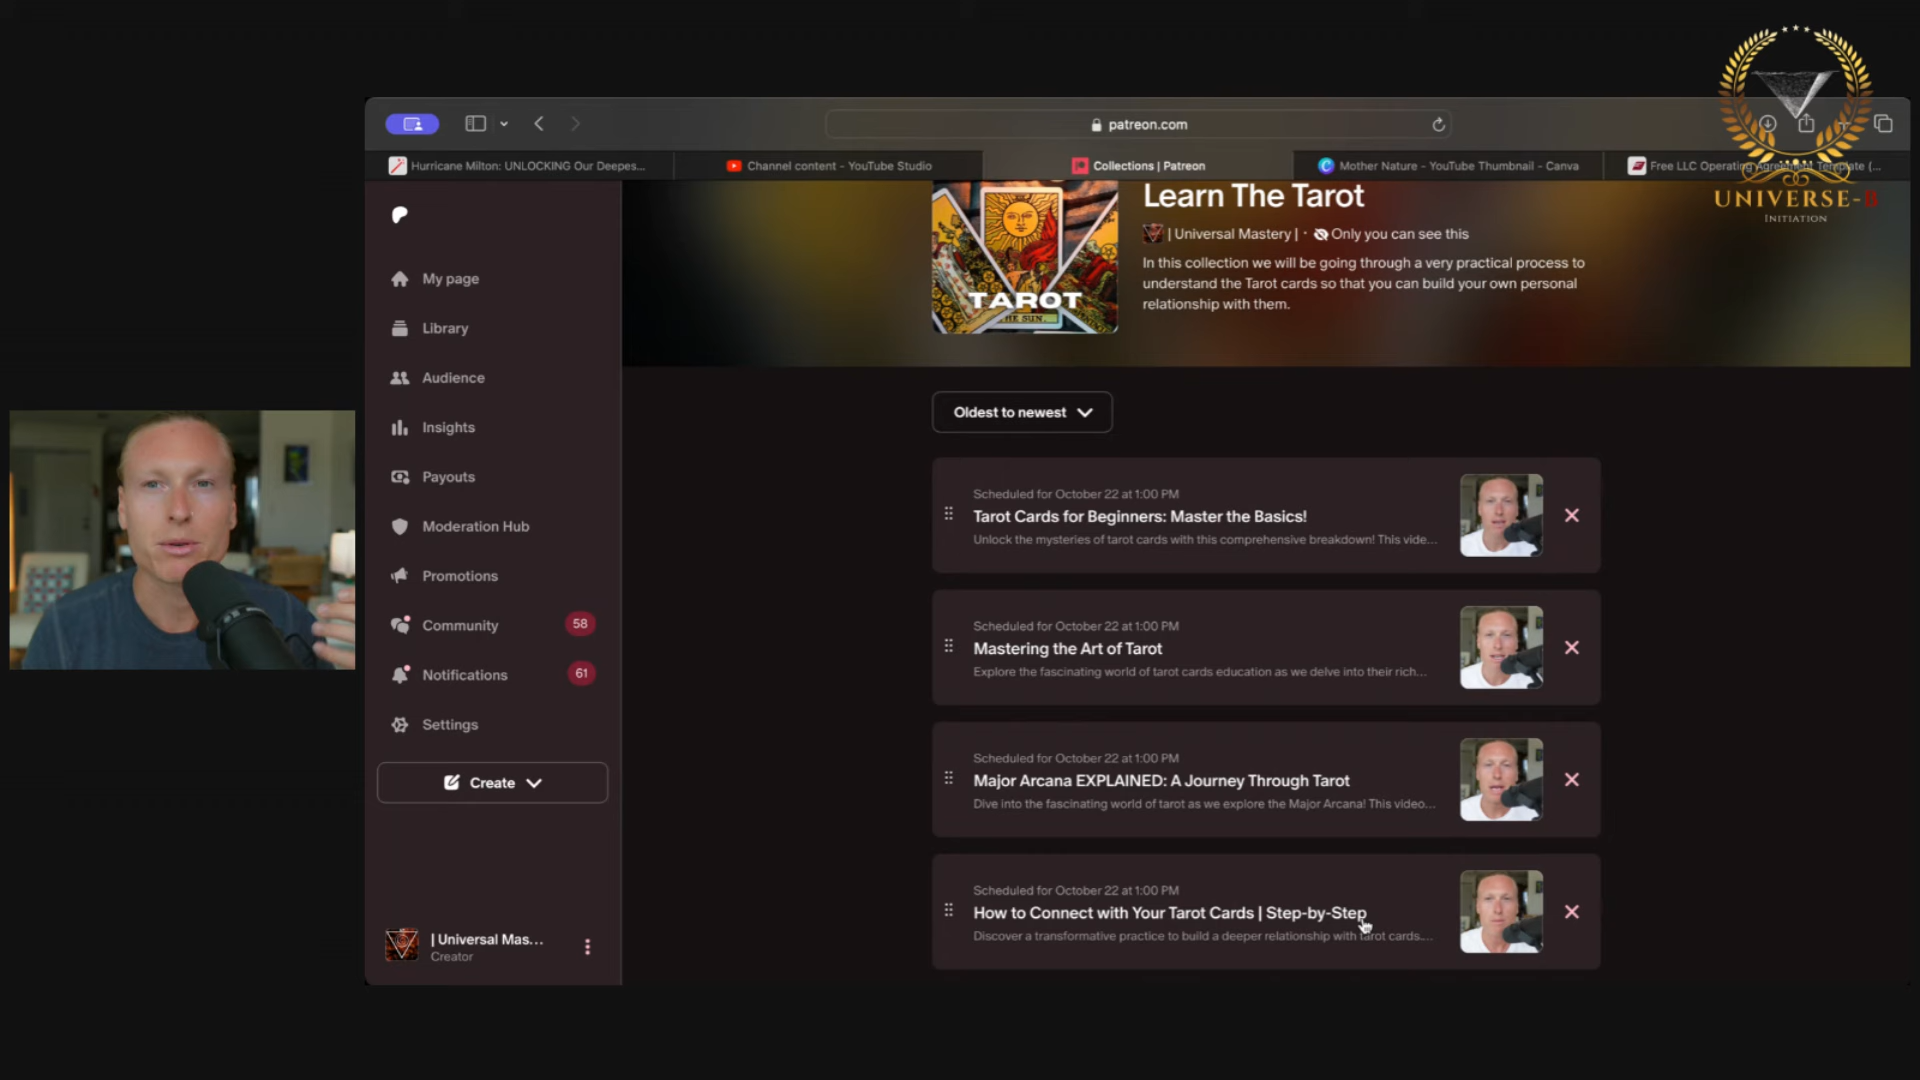 UNIVERSE-B
INITIATION
patreon.com
Hurricane Milton: UNLOCKING Our Deepes...
Channel content - YouTube Studio
Collections | Patreon
Mother Nature - YouTube Thumbnail - Canva
Free LLC Operating Agreement Template (...
My page
Library
Audience
Insights
Payouts
Moderation Hub
Promotions
Community
58
Notifications
61
Settings
Create
| Universal Mas...
Creator
TAROT
THE SUN.
Learn The Tarot
| Universal Mastery | · Only you can see this
In this collection we will be going through a very practical process to
understand the Tarot cards so that you can build your own personal
relationship with them.
Oldest to newest
Scheduled for October 22 at 1:00 PM
Tarot Cards for Beginners: Master the Basics!
Unlock the mysteries of tarot cards with this comprehensive breakdown! This vide...
Scheduled for October 22 at 1:00 PM
Mastering the Art of Tarot
Explore the fascinating world of tarot cards education as we delve into their rich...
Scheduled for October 22 at 1:00 PM
Major Arcana EXPLAINED: A Journey Through Tarot
Dive into the fascinating world of tarot as we explore the Major Arcana! This video...
Scheduled for October 22 at 1:00 PM
How to Connect with Your Tarot Cards | Step-by-Step
Discover a transformative practice to build a deeper relationship with tarot cards....